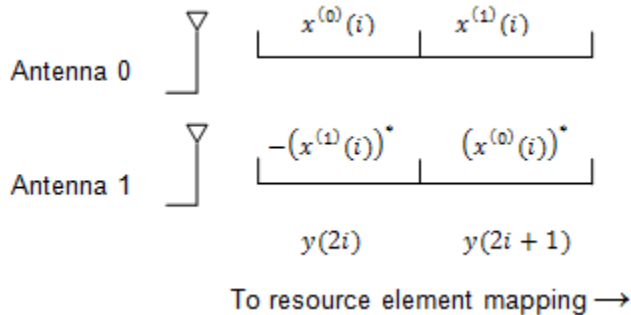 x⁽⁰⁾(i) x⁽¹⁾(i)
Antenna 0
−(x⁽¹⁾(i))* (x⁽⁰⁾(i))*
Antenna 1
y(2i) y(2i + 1)
To resource element mapping →